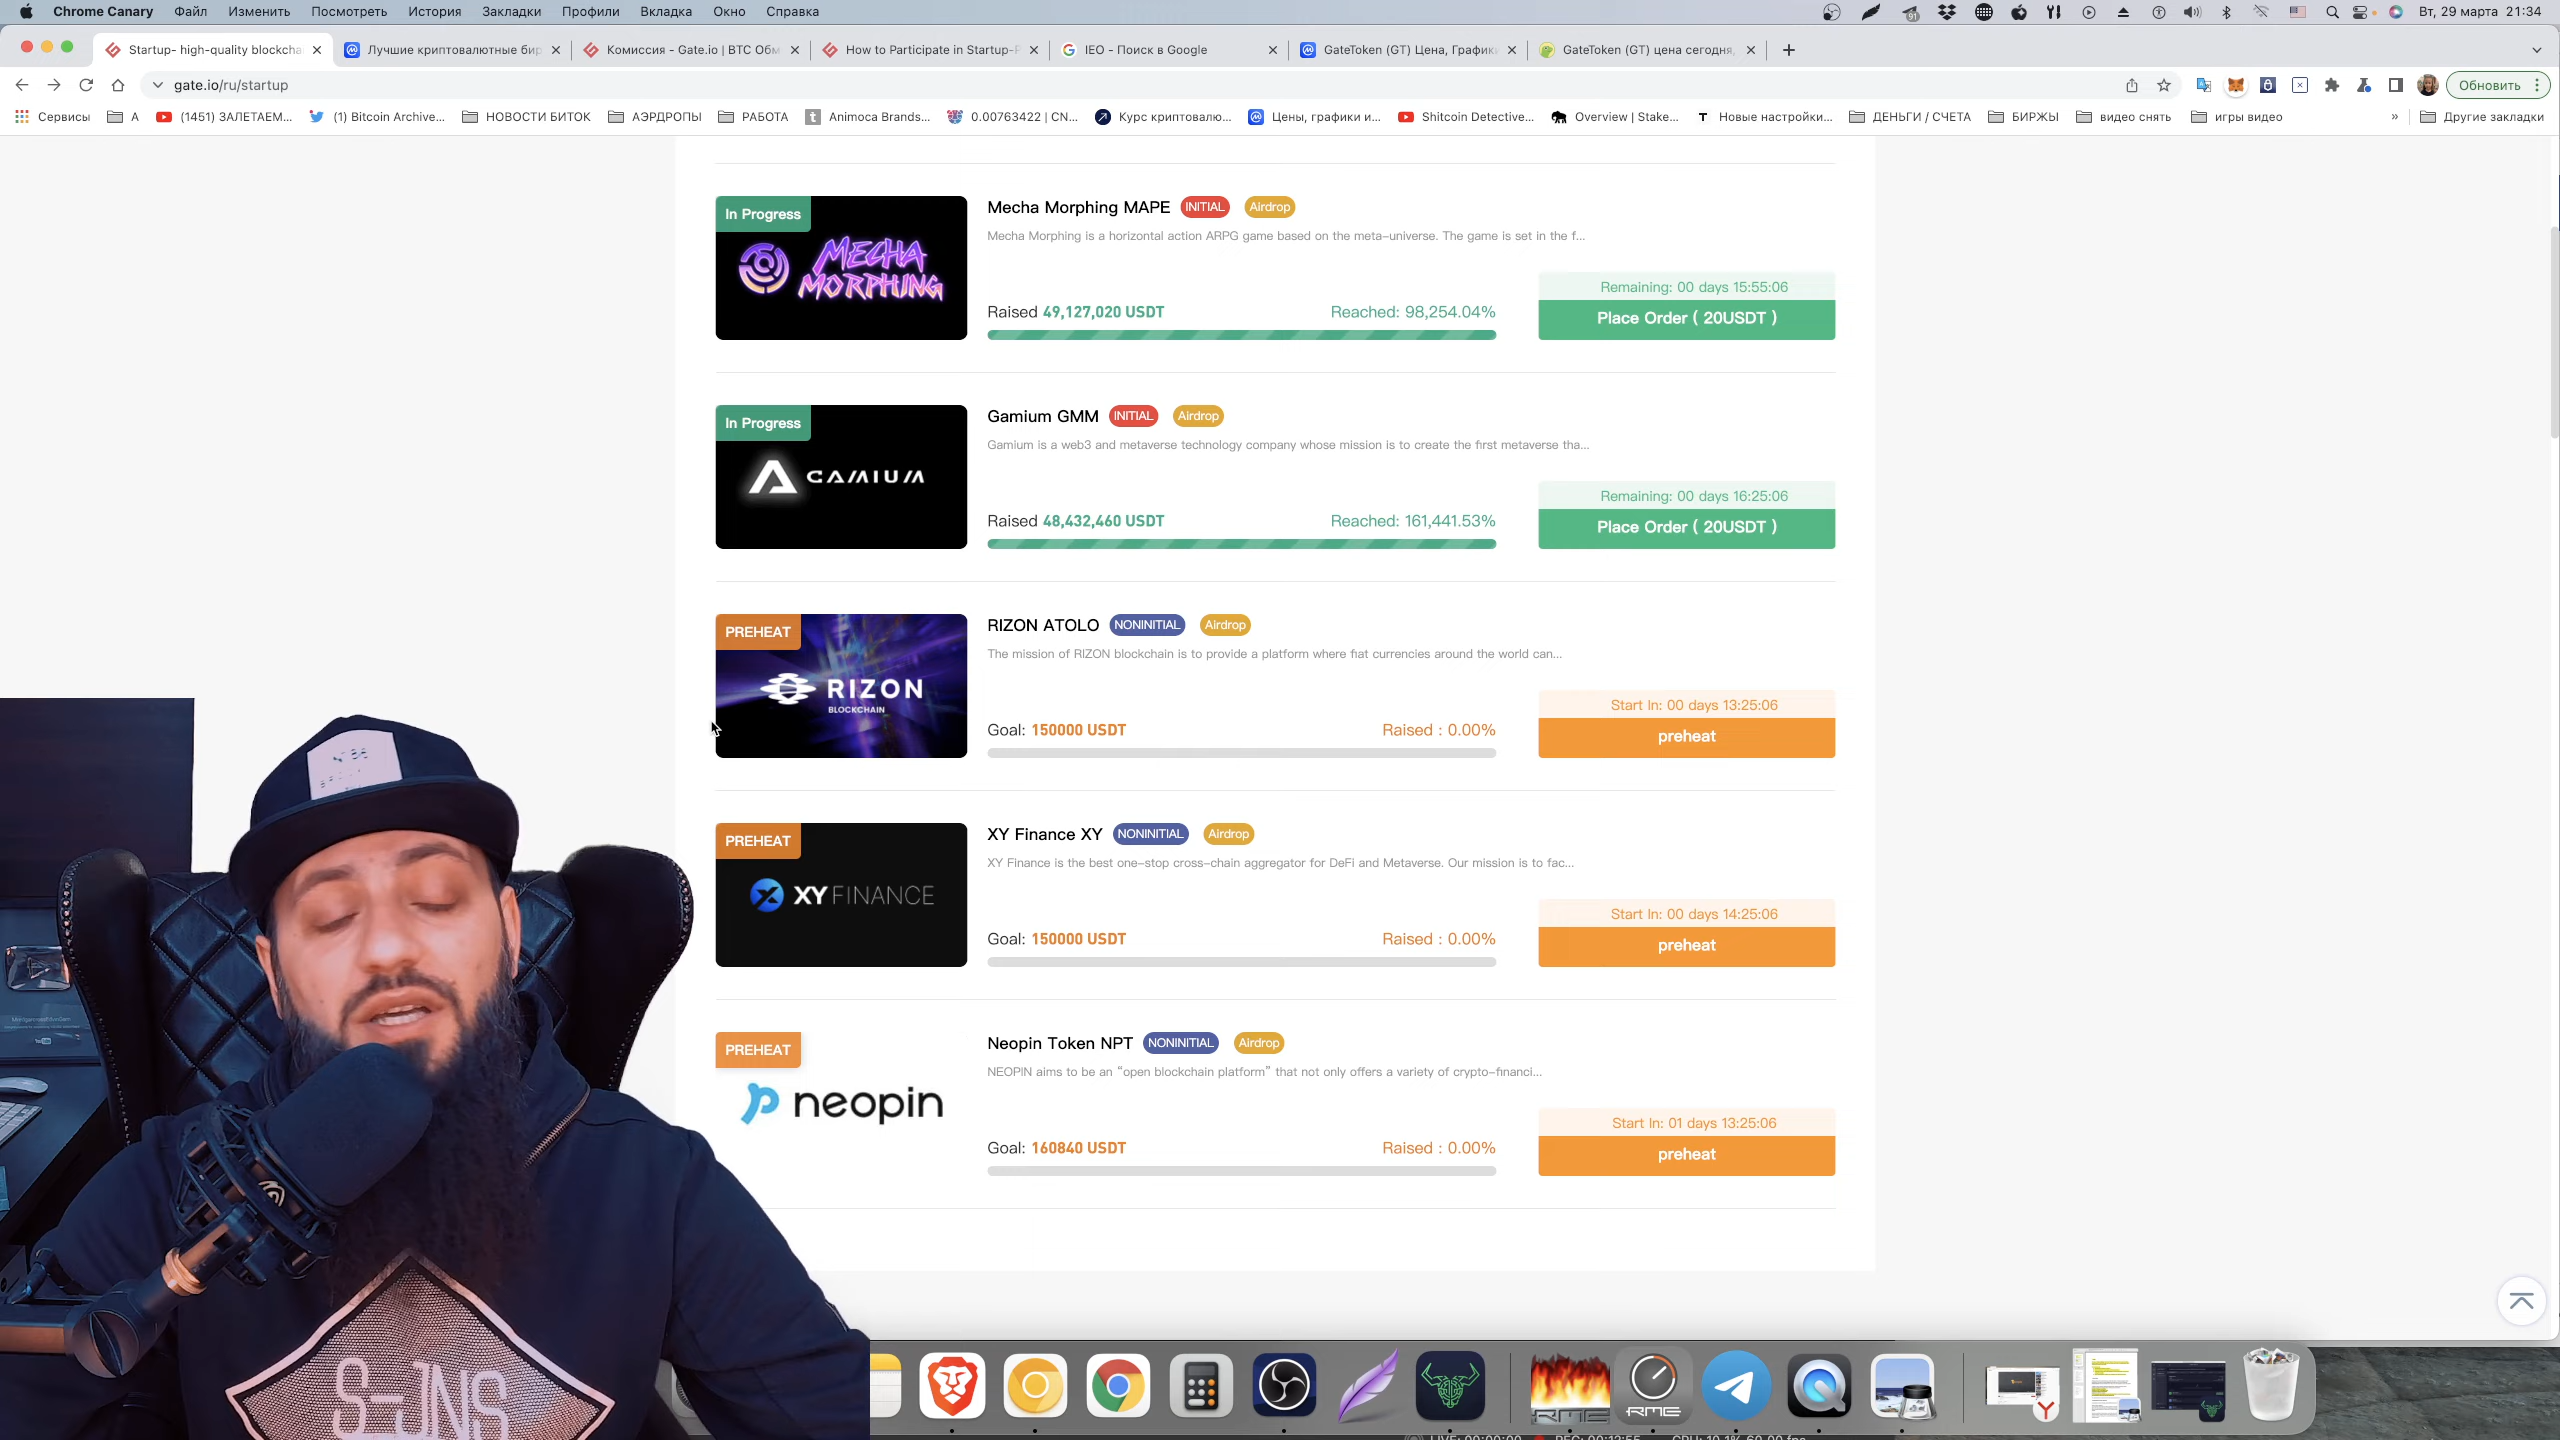 Chrome Canary Файл Изменить Посмотреть История Закладки Профили Вкладка Окно Справка
91
Вт, 29 марта 21:34
Startup- high-quality blockcha
Лучшие криптовалютные бир
Комиссия - Gate.io | BTC Обм
How to Participate in Startup-P
IEO - Поиск в Google
GateToken (GT) Цена, График
GateToken (GT) цена сегодня,
gate.io/ru/startup
Обновить
Сервисы
А
(1451) ЗАЛЕТАЕМ...
(1) Bitcoin Archive...
НОВОСТИ БИТОК
АЭРДРОПЫ
РАБОТА
Animoca Brands...
0.00763422 | CN...
Курс криптовалю...
Цены, графики и...
Shitcoin Detective...
Overview | Stake...
Новые настройки...
ДЕНЬГИ / СЧЕТА
БИРЖЫ
видео снять
игры видео
»
Другие закладки
In Progress
MECHA
MORPHING
Mecha Morphing MAPE INITIAL Airdrop
Mecha Morphing is a horizontal action ARPG game based on the meta-universe. The game is set in the f...
Raised 49,127,020 USDT Reached: 98,254.04%
Remaining: 00 days 15:55:06
Place Order ( 20USDT )
In Progress
GAMIUM
Gamium GMM INITIAL Airdrop
Gamium is a web3 and metaverse technology company whose mission is to create the first metaverse tha...
Raised 48,432,460 USDT Reached: 161,441.53%
Remaining: 00 days 16:25:06
Place Order ( 20USDT )
PREHEAT
RIZON
BLOCKCHAIN
RIZON ATOLO NONINITIAL Airdrop
The mission of RIZON blockchain is to provide a platform where fiat currencies around the world can...
Goal: 150000 USDT Raised : 0.00%
Start In: 00 days 13:25:06
preheat
PREHEAT
XY FINANCE
XY Finance XY NONINITIAL Airdrop
XY Finance is the best one-stop cross-chain aggregator for DeFi and Metaverse. Our mission is to fac...
Goal: 150000 USDT Raised : 0.00%
Start In: 00 days 14:25:06
preheat
PREHEAT
neopin
Neopin Token NPT NONINITIAL Airdrop
NEOPIN aims to be an “open blockchain platform” that not only offers a variety of crypto-financi...
Goal: 160840 USDT Raised : 0.00%
Start In: 01 days 13:25:06
preheat
S-JNS
RME
RME